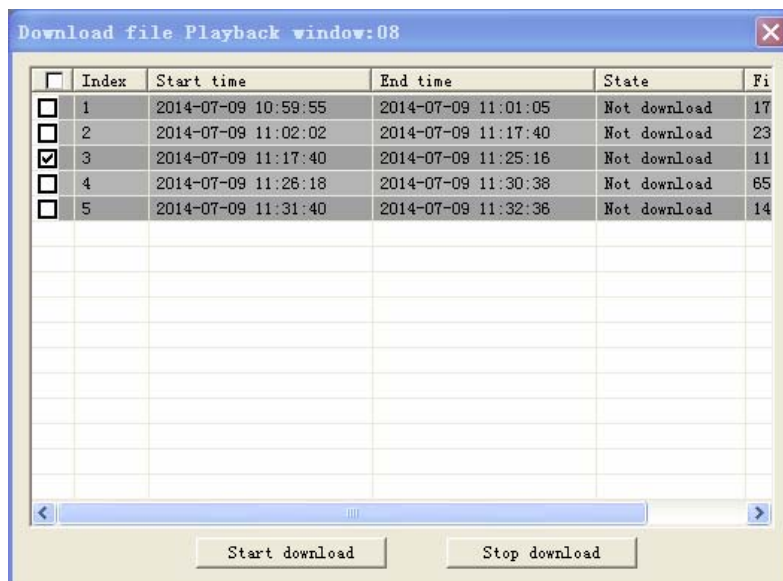 Download file Playback window:08
Index Start time End time State Fi
1 2014-07-09 10:59:55 2014-07-09 11:01:05 Not download 17
2 2014-07-09 11:02:02 2014-07-09 11:17:40 Not download 23
3 2014-07-09 11:17:40 2014-07-09 11:25:16 Not download 11
4 2014-07-09 11:26:18 2014-07-09 11:30:38 Not download 65
5 2014-07-09 11:31:40 2014-07-09 11:32:36 Not download 14
Start download Stop download